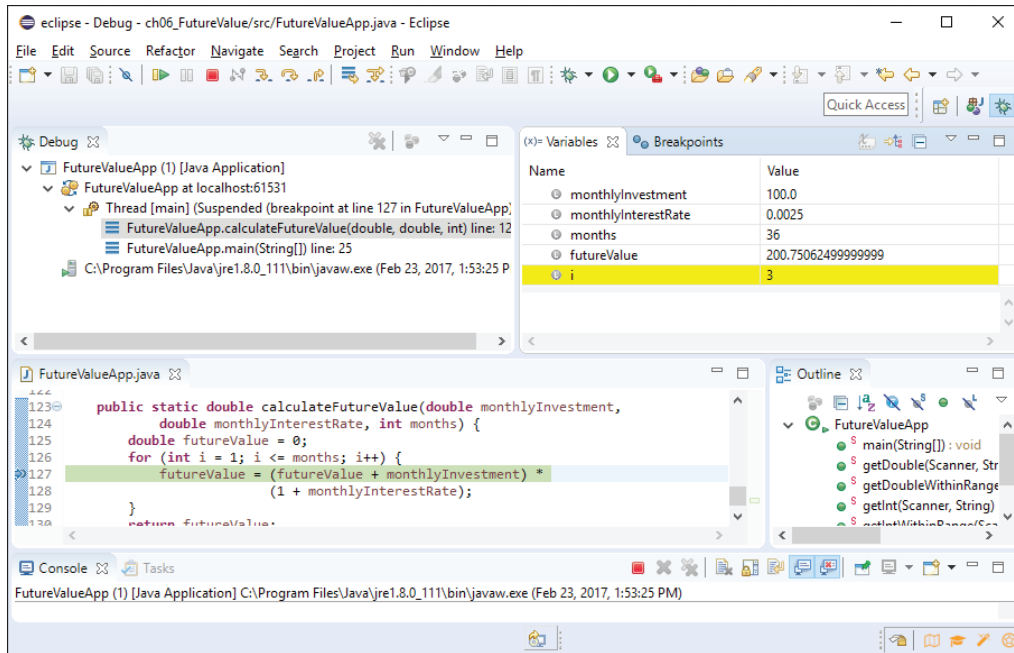 eclipse - Debug - ch06_FutureValue/src/FutureValueApp.java - Eclipse
File Edit Source Refactor Navigate Search Project Run Window Help
Quick Access
Debug
FutureValueApp (1) [Java Application]
FutureValueApp at localhost:61531
Thread [main] (Suspended (breakpoint at line 127 in FutureValueApp)
FutureValueApp.calculateFutureValue(double, double, int) line: 12
FutureValueApp.main(String[]) line: 25
C:\Program Files\Java\jre1.8.0_111\bin\javaw.exe (Feb 23, 2017, 1:53:25 P
(x)= Variables Breakpoints
Name Value
monthlyInvestment 100.0
monthlyInterestRate 0.0025
months 36
futureValue 200.75062499999999
i 3
FutureValueApp.java
122
123 public static double calculateFutureValue(double monthlyInvestment,
124 double monthlyInterestRate, int months) {
125 double futureValue = 0;
126 for (int i = 1; i <= months; i++) {
127 futureValue = (futureValue + monthlyInvestment) *
128 (1 + monthlyInterestRate);
129 }
130 return futureValue;
Outline
FutureValueApp
main(String[]) : void
getDouble(Scanner, Str
getDoubleWithinRange
getInt(Scanner, String)
getIntWithinRange(Sca
Console Tasks
FutureValueApp (1) [Java Application] C:\Program Files\Java\jre1.8.0_111\bin\javaw.exe (Feb 23, 2017, 1:53:25 PM)